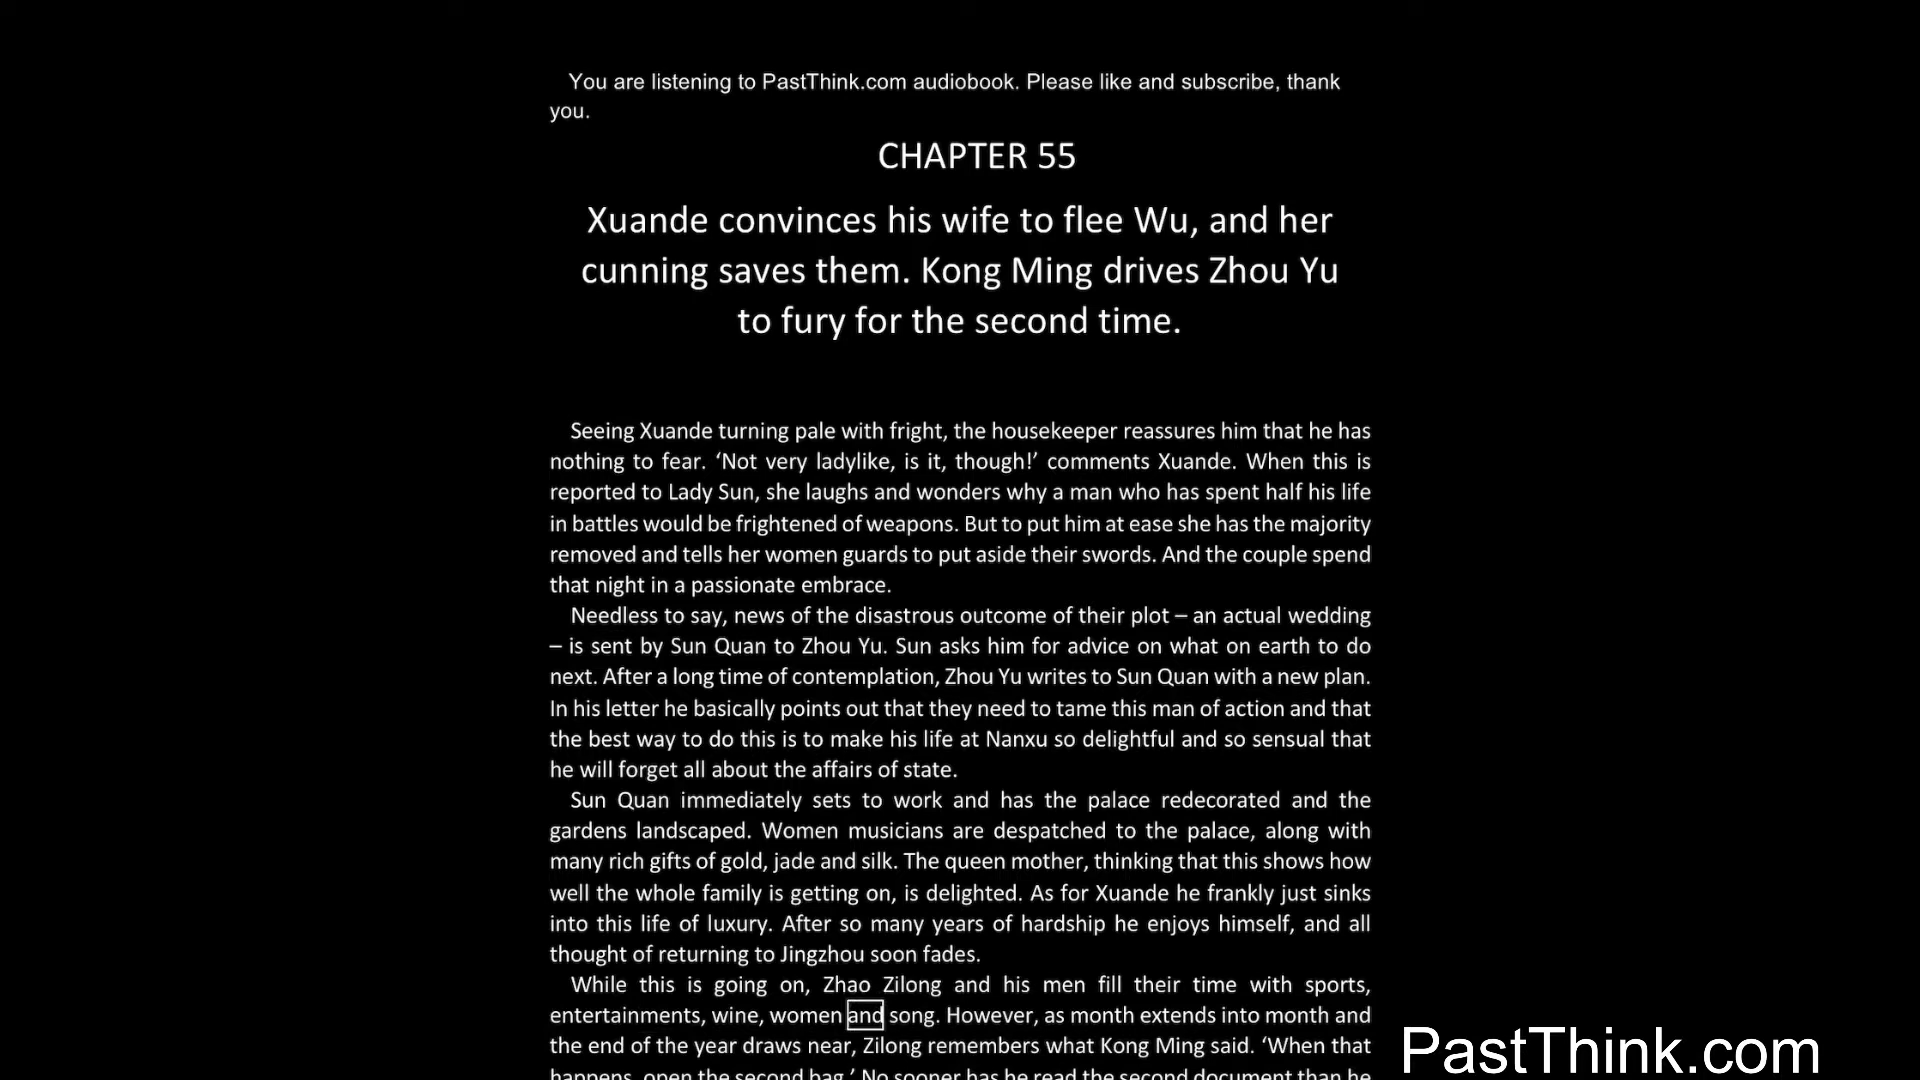 You are listening to PastThink.com audiobook. Please like and subscribe, thank
you.
CHAPTER 55
Xuande convinces his wife to flee Wu, and her
cunning saves them. Kong Ming drives Zhou Yu
to fury for the second time.
Seeing Xuande turning pale with fright, the housekeeper reassures him that he has
nothing to fear. ‘Not very ladylike, is it, though!’ comments Xuande. When this is
reported to Lady Sun, she laughs and wonders why a man who has spent half his life
in battles would be frightened of weapons. But to put him at ease she has the majority
removed and tells her women guards to put aside their swords. And the couple spend
that night in a passionate embrace.
Needless to say, news of the disastrous outcome of their plot – an actual wedding
– is sent by Sun Quan to Zhou Yu. Sun asks him for advice on what on earth to do
next. After a long time of contemplation, Zhou Yu writes to Sun Quan with a new plan.
In his letter he basically points out that they need to tame this man of action and that
the best way to do this is to make his life at Nanxu so delightful and so sensual that
he will forget all about the affairs of state.
Sun Quan immediately sets to work and has the palace redecorated and the
gardens landscaped. Women musicians are despatched to the palace, along with
many rich gifts of gold, jade and silk. The queen mother, thinking that this shows how
well the whole family is getting on, is delighted. As for Xuande he frankly just sinks
into this life of luxury. After so many years of hardship he enjoys himself, and all
thought of returning to Jingzhou soon fades.
While this is going on, Zhao Zilong and his men fill their time with sports,
entertainments, wine, women and song. However, as month extends into month and
the end of the year draws near, Zilong remembers what Kong Ming said. ‘When that
happens, open the second bag.’ No sooner has he read the second document than he
PastThink.com